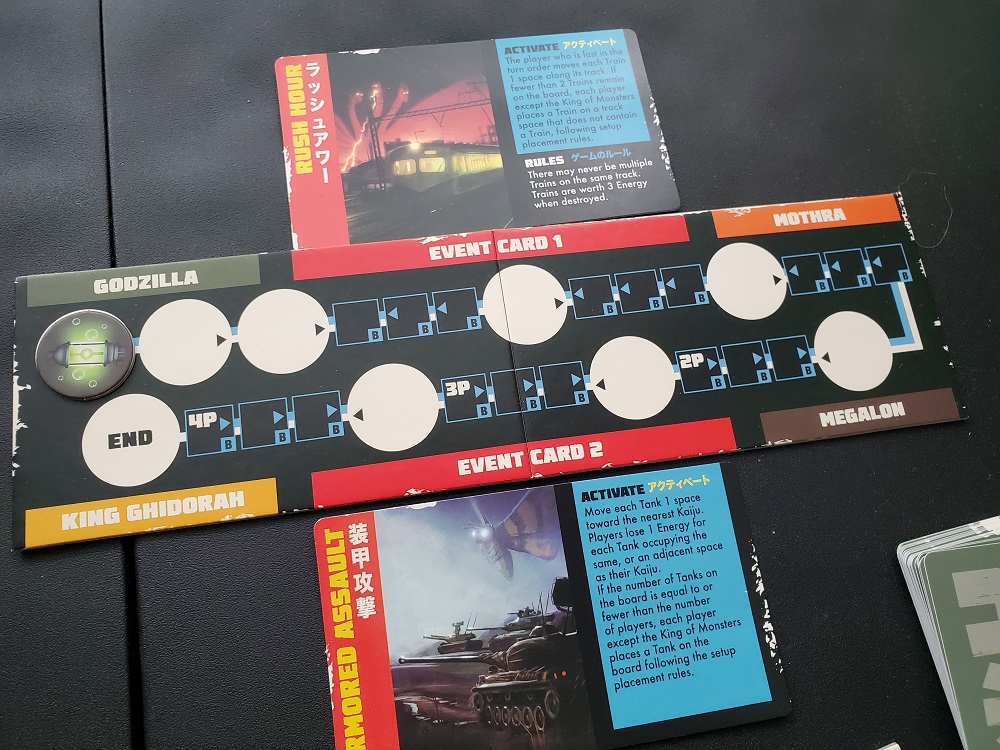 RUSH HOUR
ラッシュアワー
ACTIVATE アクティベート
The player who is last in the
turn order moves each Train
1 space along its track. If
fewer than 2 Trains remain
on the board, each player
except the King of Monsters
places a Train on a track
space that does not contain
a Train, following setup
placement rules.
RULES ゲームのルール
There may never be multiple
Trains on the same track.
Trains are worth 3 Energy
when destroyed.
GODZILLA
EVENT CARD 1
MOTHRA
B
B
B
B
B
B
B
B
B
END
4P
B
B
B
3P
B
B
B
2P
B
B
B
KING GHIDORAH
EVENT CARD 2
MEGALON
RMORED ASSAULT
装甲攻撃
ACTIVATE アクティベート
Move each Tank 1 space
toward the nearest Kaiju.
Players lose 1 Energy for
each Tank occupying the
same, or an adjacent space
as their Kaiju.
If the number of Tanks on
the board is equal to or
fewer than the number
of players, each player
except the King of Monsters
places a Tank on the
board following the setup
placement rules.